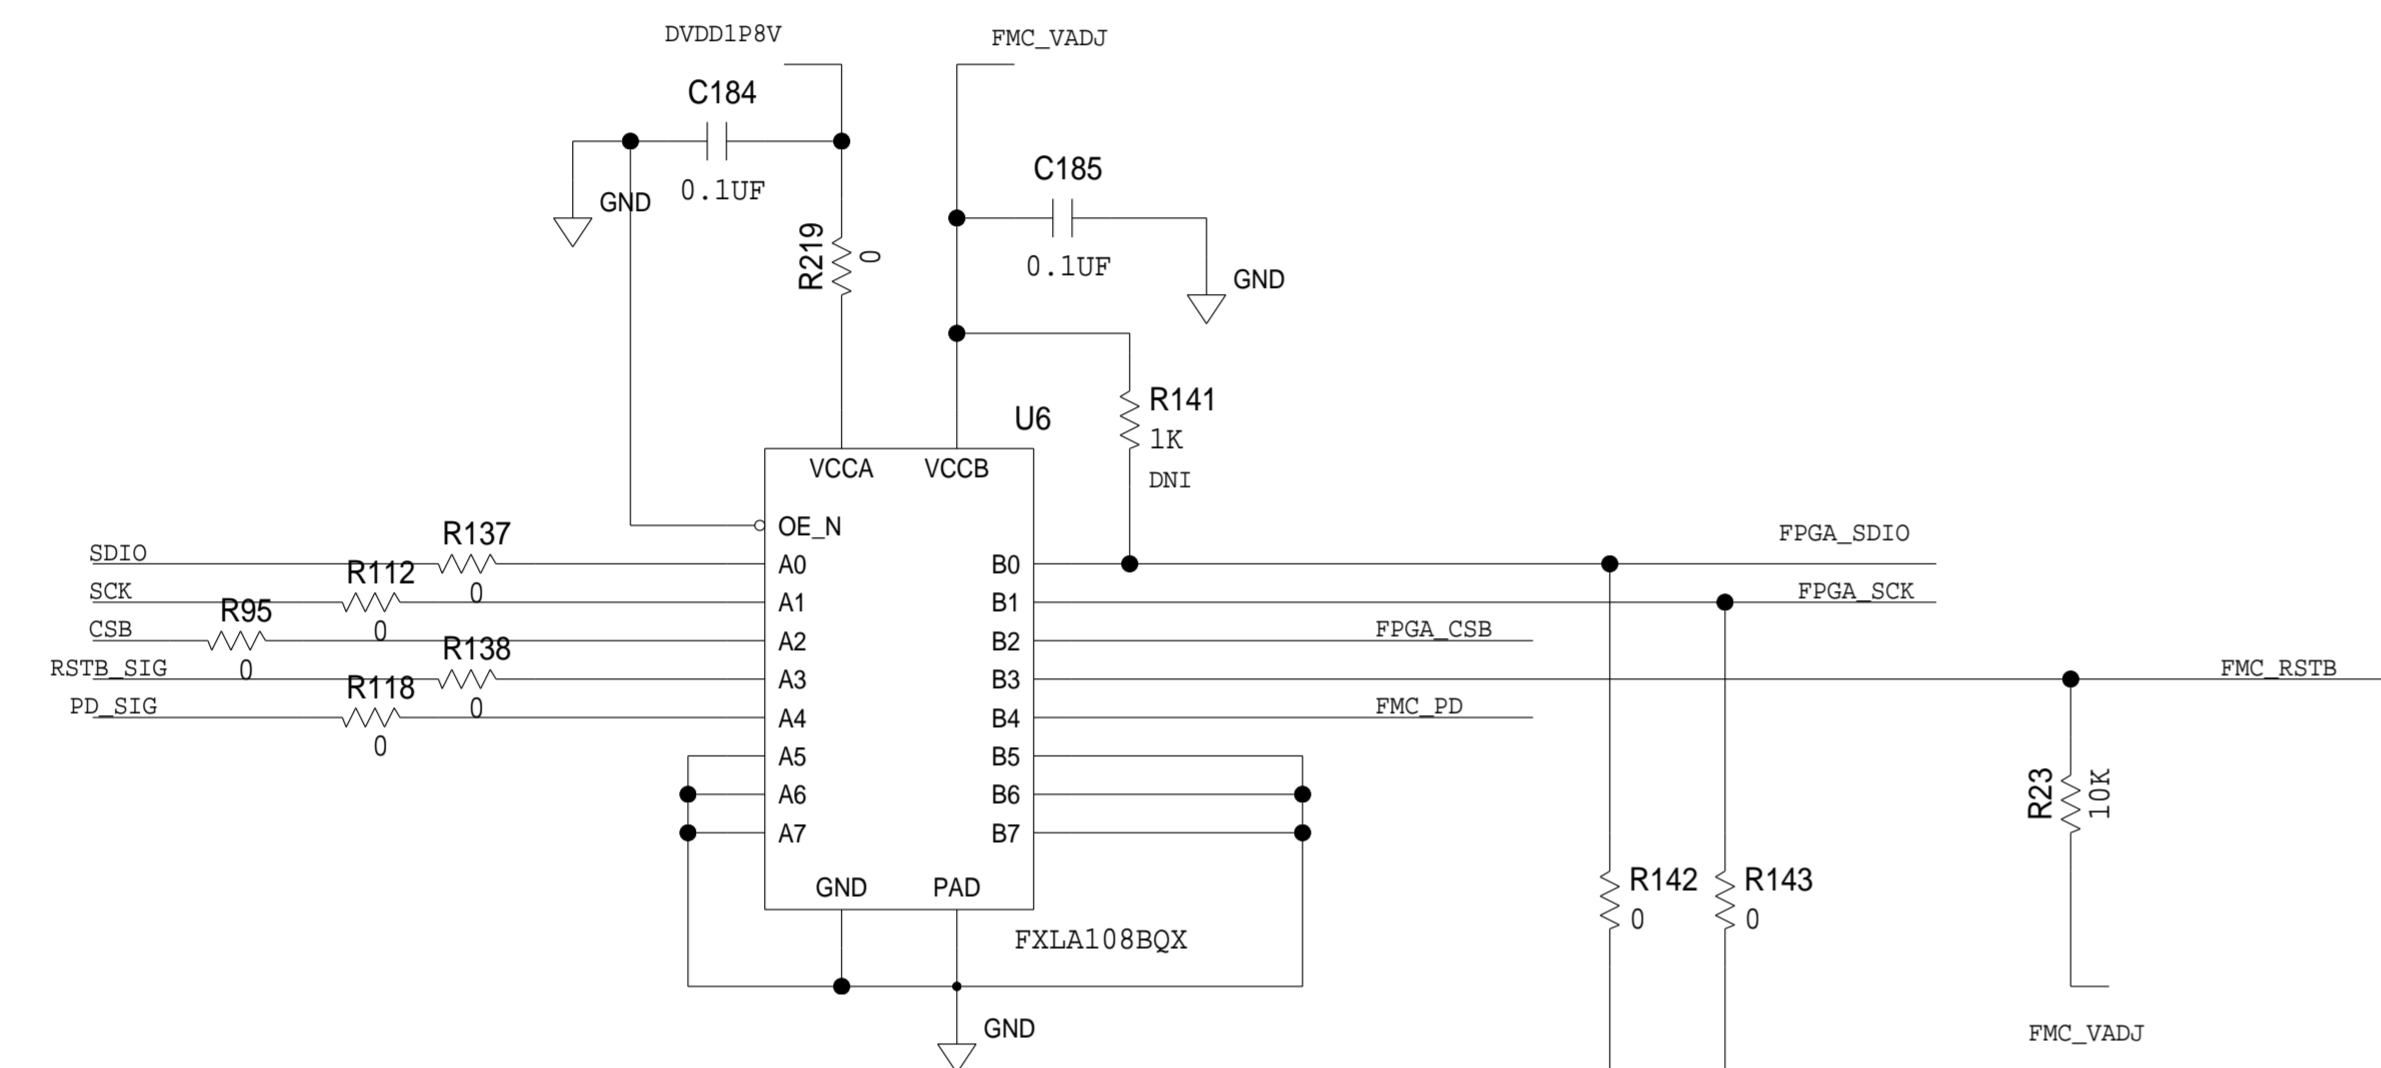 DVDD1P8V
FMC_VADJ
C184
0.1UF
GND
C185
0.1UF
GND
R219
0
R141
1K
DNI
U6
VCCA
VCCB
OE_N
SDIO
R137
0
A0
B0
FPGA_SDIO
SCK
R112
0
A1
B1
FPGA_SCK
CSB
R95
0
A2
B2
FPGA_CSB
RSTB_SIG
R138
0
A3
B3
FMC_RSTB
PD_SIG
R118
0
A4
B4
FMC_PD
A5
B5
A6
B6
A7
B7
R23
10K
GND
PAD
R142
0
R143
0
FXLA108BQX
GND
FMC_VADJ